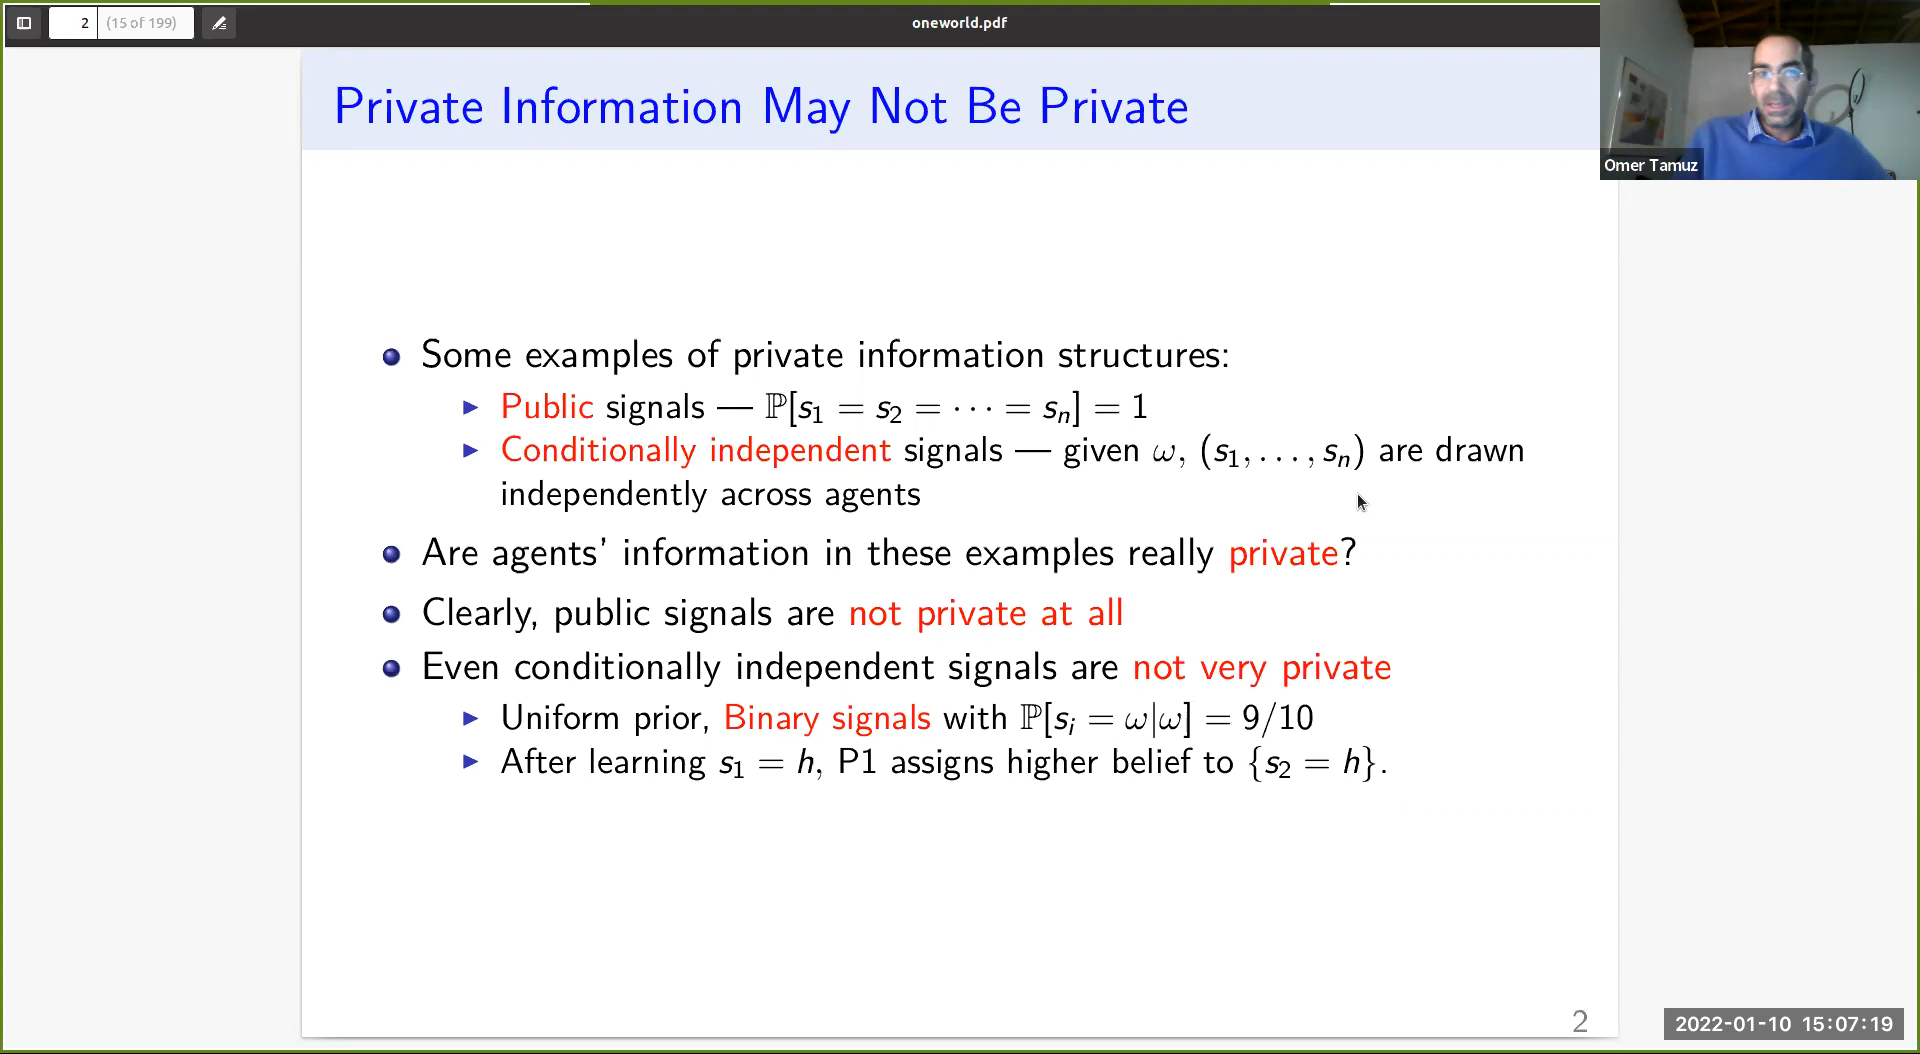 2 (15 of 199)
oneworld.pdf
Omer Tamuz
Private Information May Not Be Private
Some examples of private information structures:
Public signals — ℙ[s₁ = s₂ = ⋯ = sₙ] = 1
Conditionally independent signals — given ω, (s₁, . . . , sₙ) are drawn
independently across agents
Are agents' information in these examples really private?
Clearly, public signals are not private at all
Even conditionally independent signals are not very private
Uniform prior, Binary signals with ℙ[sᵢ = ω|ω] = 9/10
After learning s₁ = h, P1 assigns higher belief to {s₂ = h}.
2
2022-01-10 15:07:19